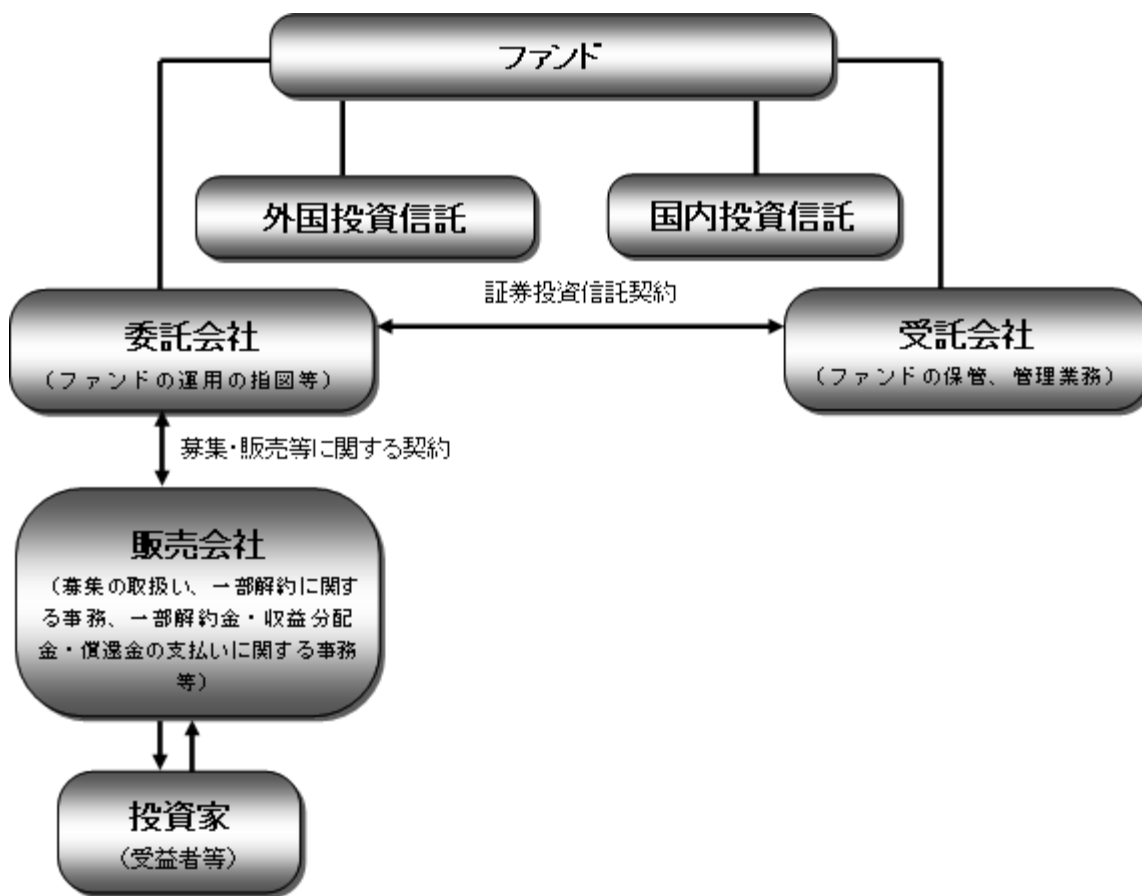 ファンド
外国投資信託
国内投資信託
証券投資信託契約
委託会社
（ファンドの運用の指図等）
受託会社
（ファンドの保管、管理業務）
募集・販売等に関する契約
販売会社
（募集の取扱い、一部解約に関す
る事務、一部解約金・収益分配
金・償還金の支払いに関する事務
等）
投資家
（受益者等）